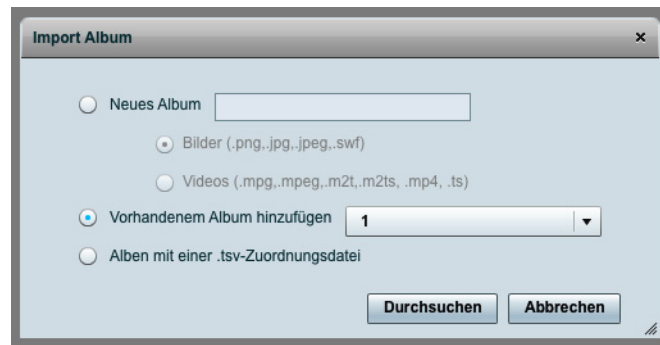 Import Album
Neues Album
Bilder (.png,.jpg,.jpeg,.swf)
Videos (.mpg,.mpeg,.m2t,.m2ts, .mp4, .ts)
Vorhandenem Album hinzufügen 1
Alben mit einer .tsv-Zuordnungsdatei
Durchsuchen Abbrechen